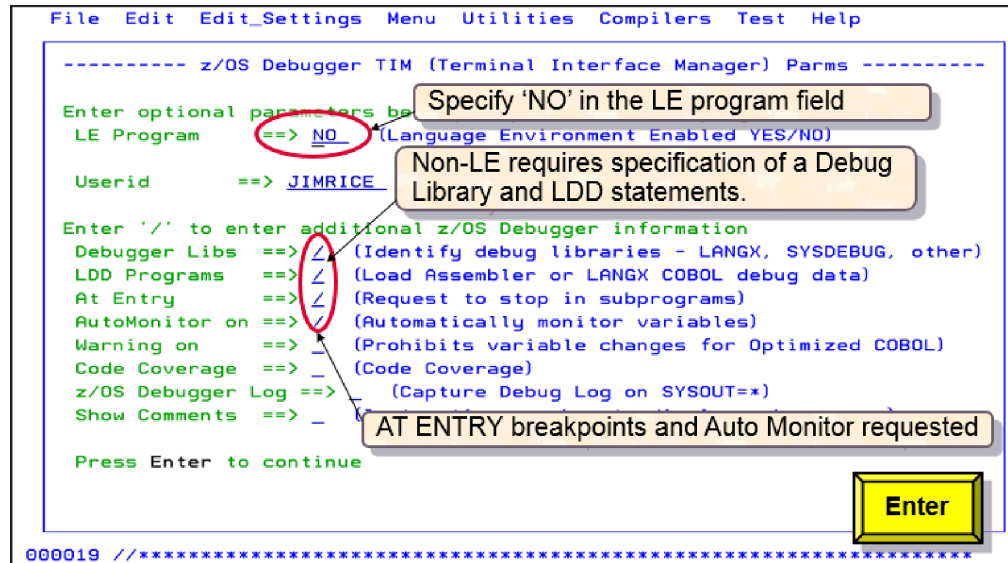 File Edit Edit_Settings Menu Utilities Compilers Test Help
---------- z/OS Debugger TIM (Terminal Interface Manager) Parms ----------
Specify ‘NO’ in the LE program field
Enter optional parameters be
LE Program ==> NO (Language Environment Enabled YES/NO)
Non-LE requires specification of a Debug
Library and LDD statements.
Userid ==> JIMRICE
Enter '/' to enter additional z/OS Debugger information
Debugger Libs ==> / (Identify debug libraries - LANGX, SYSDEBUG, other)
LDD Programs ==> / (Load Assembler or LANGX COBOL debug data)
At Entry ==> / (Request to stop in subprograms)
AutoMonitor on ==> / (Automatically monitor variables)
Warning on ==> _ (Prohibits variable changes for Optimized COBOL)
Code Coverage ==> _ (Code Coverage)
z/OS Debugger Log ==> _ (Capture Debug Log on SYSOUT=*)
Show Comments ==> _
AT ENTRY breakpoints and Auto Monitor requested
Press Enter to continue
Enter
000019 //********************************************************************